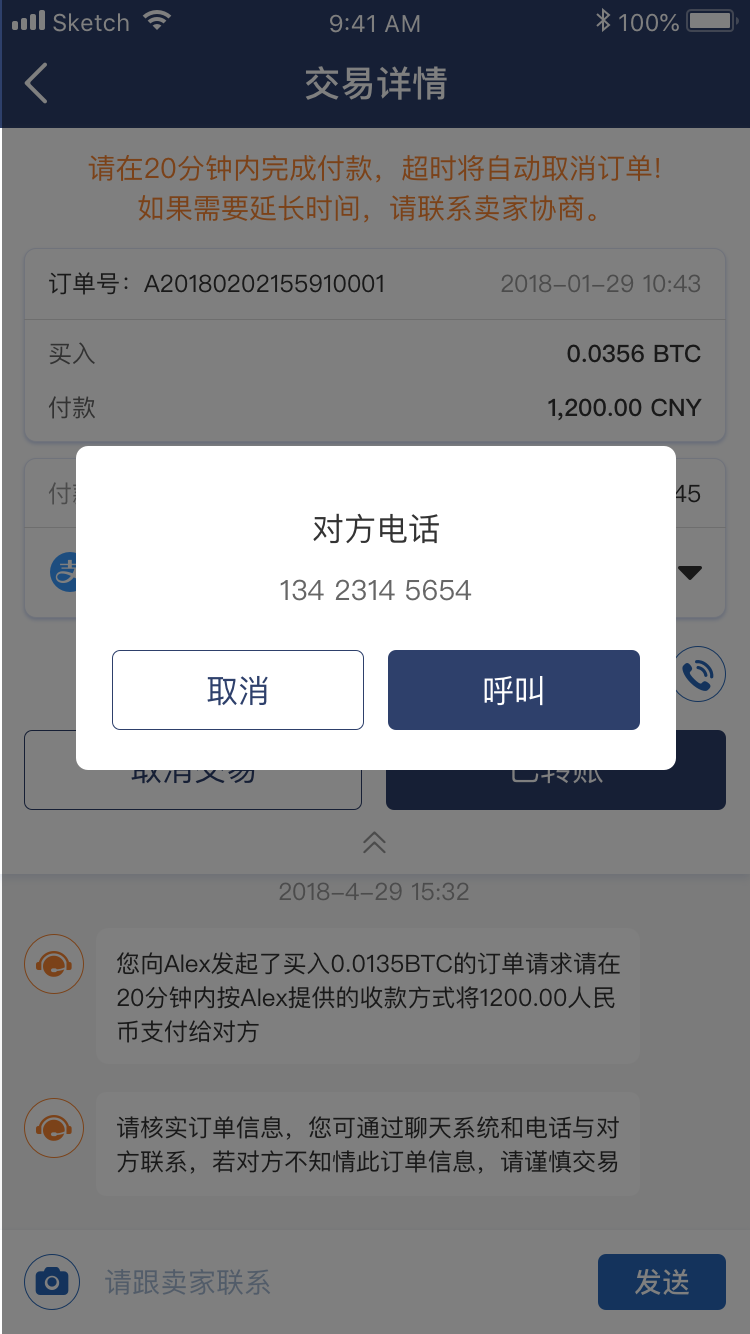 Sketch 9:41 AM 100%
交易详情
请在20分钟内完成付款，超时将自动取消订单!
如果需要延长时间，请联系卖家协商。
订单号：A20180202155910001 2018-01-29 10:43
买入 0.0356 BTC
付款 1,200.00 CNY
付 45
支
对方电话
134 2314 5654
取消 呼叫
取消交易 已转账
2018-4-29 15:32
您向Alex发起了买入0.0135BTC的订单请求请在
20分钟内按Alex提供的收款方式将1200.00人民
币支付给对方
请核实订单信息，您可通过聊天系统和电话与对
方联系，若对方不知情此订单信息，请谨慎交易
请跟卖家联系 发送